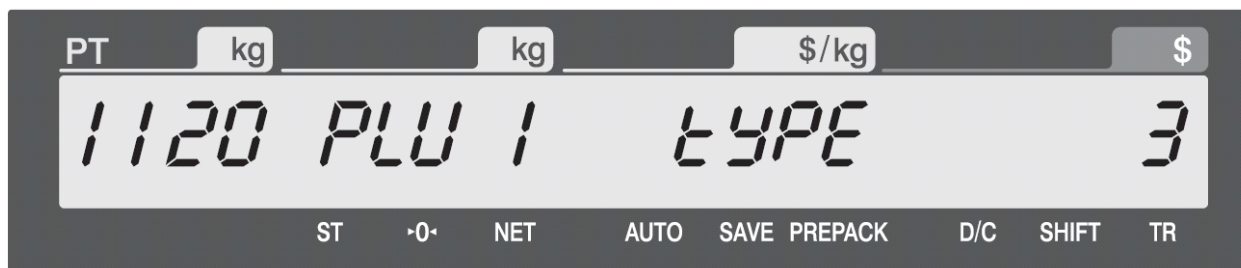 PT kg kg $/kg $
1120 PLU 1 tYPE 3
ST ▸0◂ NET AUTO SAVE PREPACK D/C SHIFT TR